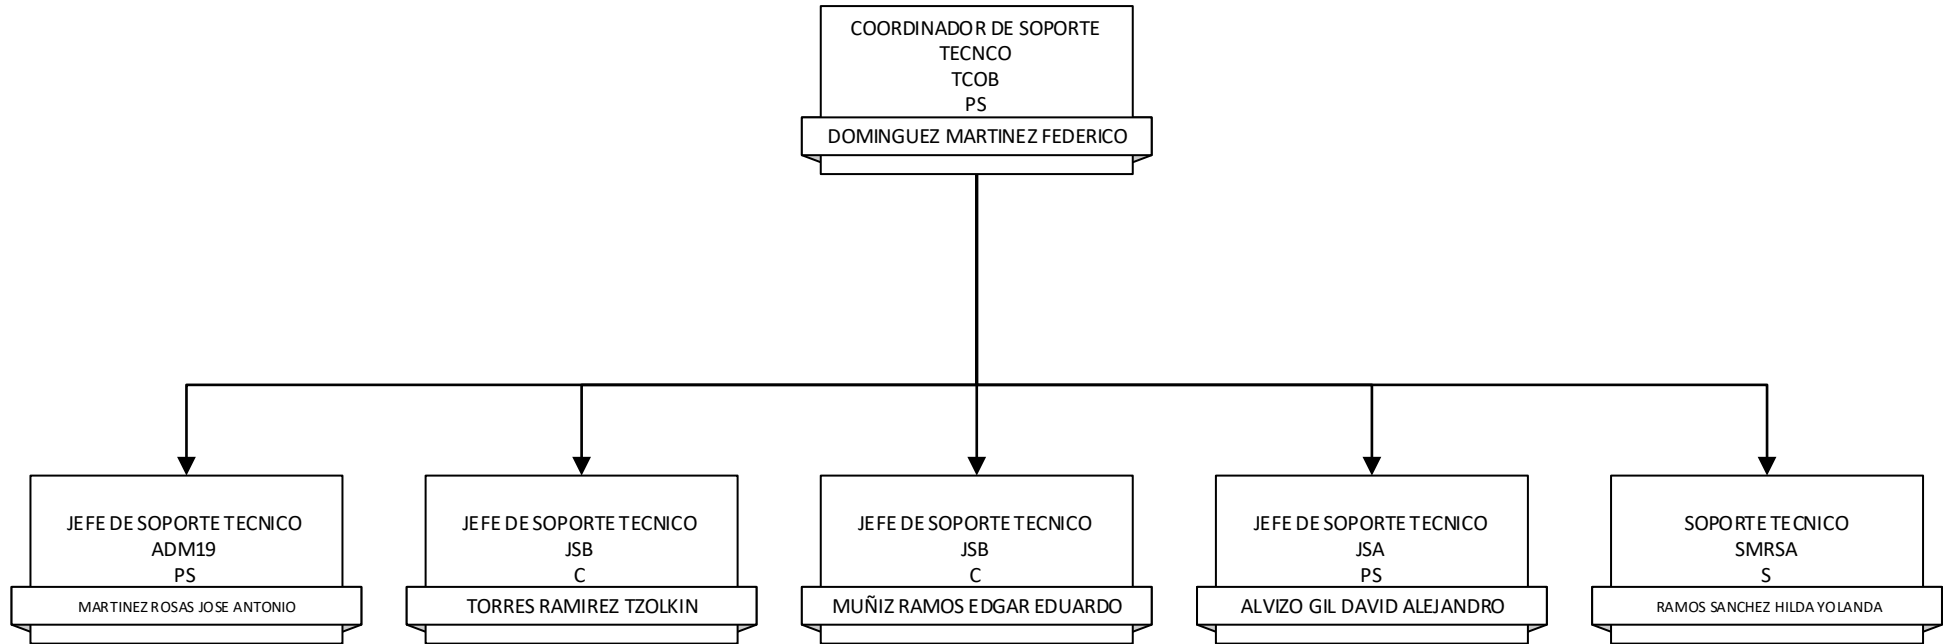 COORDINADOR DE SOPORTE
TECNCO
TCOB
PS
DOMINGUEZ MARTINEZ FEDERICO
JEFE DE SOPORTE TECNICO
ADM19
PS
MARTINEZ ROSAS JOSE ANTONIO
JEFE DE SOPORTE TECNICO
JSB
C
TORRES RAMIREZ TZOLKIN
JEFE DE SOPORTE TECNICO
JSB
C
MUÑIZ RAMOS EDGAR EDUARDO
JEFE DE SOPORTE TECNICO
JSA
PS
ALVIZO GIL DAVID ALEJANDRO
SOPORTE TECNICO
SMRSA
S
RAMOS SANCHEZ HILDA YOLANDA